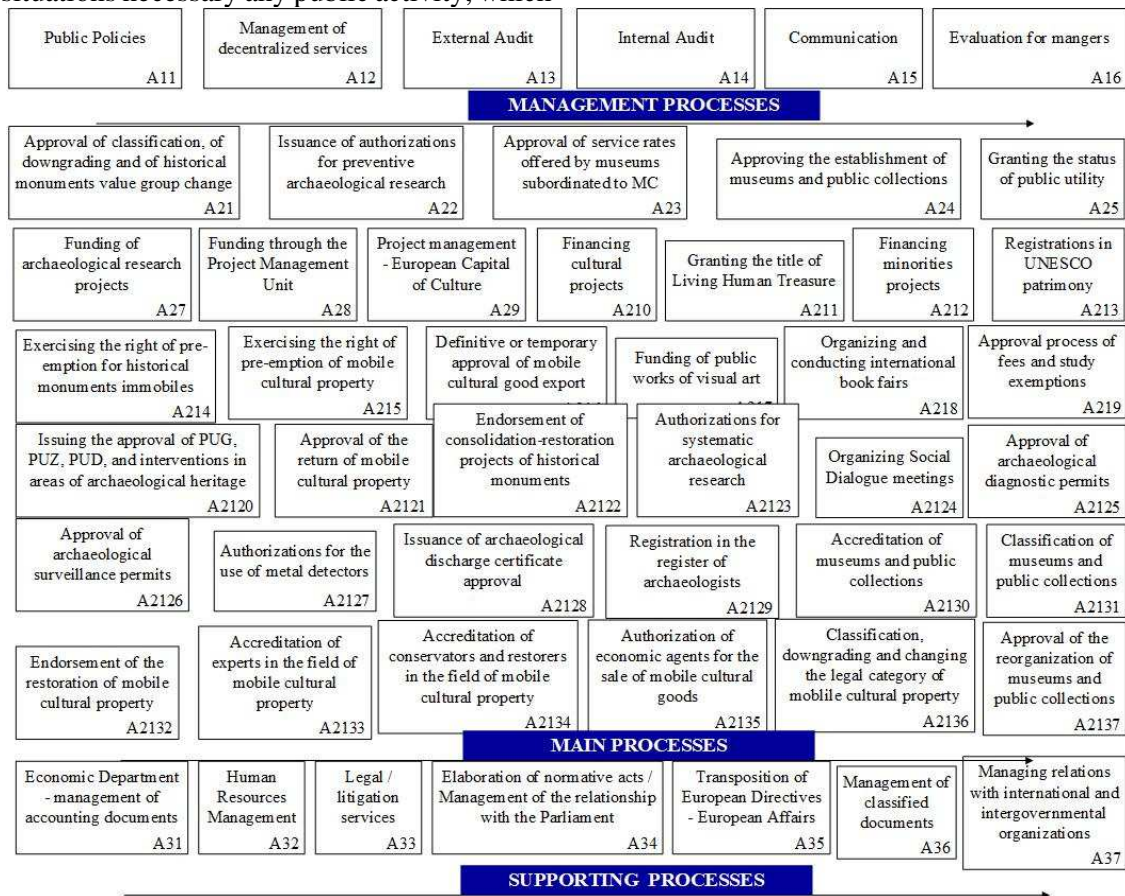 situations necessary any public activity, which
Public Policies
A11
Management of
decentralized services
A12
External Audit
A13
Internal Audit
A14
Communication
A15
Evaluation for mangers
A16
MANAGEMENT PROCESSES
Approval of classification, of
downgrading and of historical
monuments value group change
A21
Issuance of authorizations
for preventive
archaeological research
A22
Approval of service rates
offered by museums
subordinated to MC
A23
Approving the establishment of
museums and public collections
A24
Granting the status
of public utility
A25
Funding of
archaeological research
projects
A27
Funding through the
Project Management
Unit
A28
Project management
- European Capital
of Culture
A29
Financing
cultural
projects
A210
Granting the title of
Living Human Treasure
A211
Financing
minorities
projects
A212
Registrations in
UNESCO
patrimony
A213
Exercising the right of pre-
emption for historical
monuments immobiles
A214
Exercising the right of
pre-emption of mobile
cultural property
A215
Definitive or temporary
approval of mobile
cultural good export
Funding of public
works of visual art
Organizing and
conducting international
book fairs
A218
Approval process of
fees and study
exemptions
A219
Issuing the approval of PUG,
PUZ, PUD, and interventions in
areas of archaeological heritage
A2120
Approval of the
return of mobile
cultural property
A2121
Endorsement of
consolidation-restoration
projects of historical
monuments
A2122
Authorizations for
systematic
archaeological
research
A2123
Organizing Social
Dialogue meetings
A2124
Approval of
archaeological
diagnostic permits
A2125
Approval of
archaeological
surveillance permits
A2126
Authorizations for the
use of metal detectors
A2127
Issuance of archaeological
discharge certificate
approval
A2128
Registration in the
register of
archaeologists
A2129
Accreditation of
museums and public
collections
A2130
Classification of
museums and
public collections
A2131
Endorsement of the
restoration of mobile
cultural property
A2132
Accreditation of
experts in the field of
mobile cultural
property
A2133
Accreditation of
conservators and restorers
in the field of mobile
cultural property
A2134
Authorization of
economic agents for the
sale of mobile cultural
goods
A2135
Classification,
downgrading and changing
the legal category of
moblile cultural property
A2136
Approval of the
reorganization of
museums and
public collections
A2137
MAIN PROCESSES
Economic Department
- management of
accounting documents
A31
Human
Resources
Management
A32
Legal /
litigation
services
A33
Elaboration of normative acts /
Management of the relationship
with the Parliament
A34
Transposition of
European Directives
- European Affairs
A35
Management of
classified
documents
A36
Managing relations
with international and
intergovernmental
organizations
A37
SUPPORTING PROCESSES